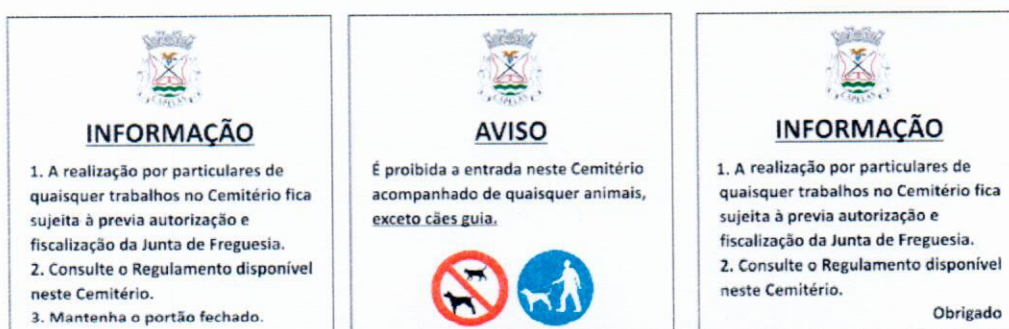 CAPELAS
INFORMAÇÃO
1. A realização por particulares de
quaisquer trabalhos no Cemitério fica
sujeita à previa autorização e
fiscalização da Junta de Freguesia.
2. Consulte o Regulamento disponível
neste Cemitério.
3. Mantenha o portão fechado.
CAPELAS
AVISO
É proibida a entrada neste Cemitério
acompanhado de quaisquer animais,
exceto cães guia.
CAPELAS
INFORMAÇÃO
1. A realização por particulares de
quaisquer trabalhos no Cemitério fica
sujeita à previa autorização e
fiscalização da Junta de Freguesia.
2. Consulte o Regulamento disponível
neste Cemitério.
Obrigado